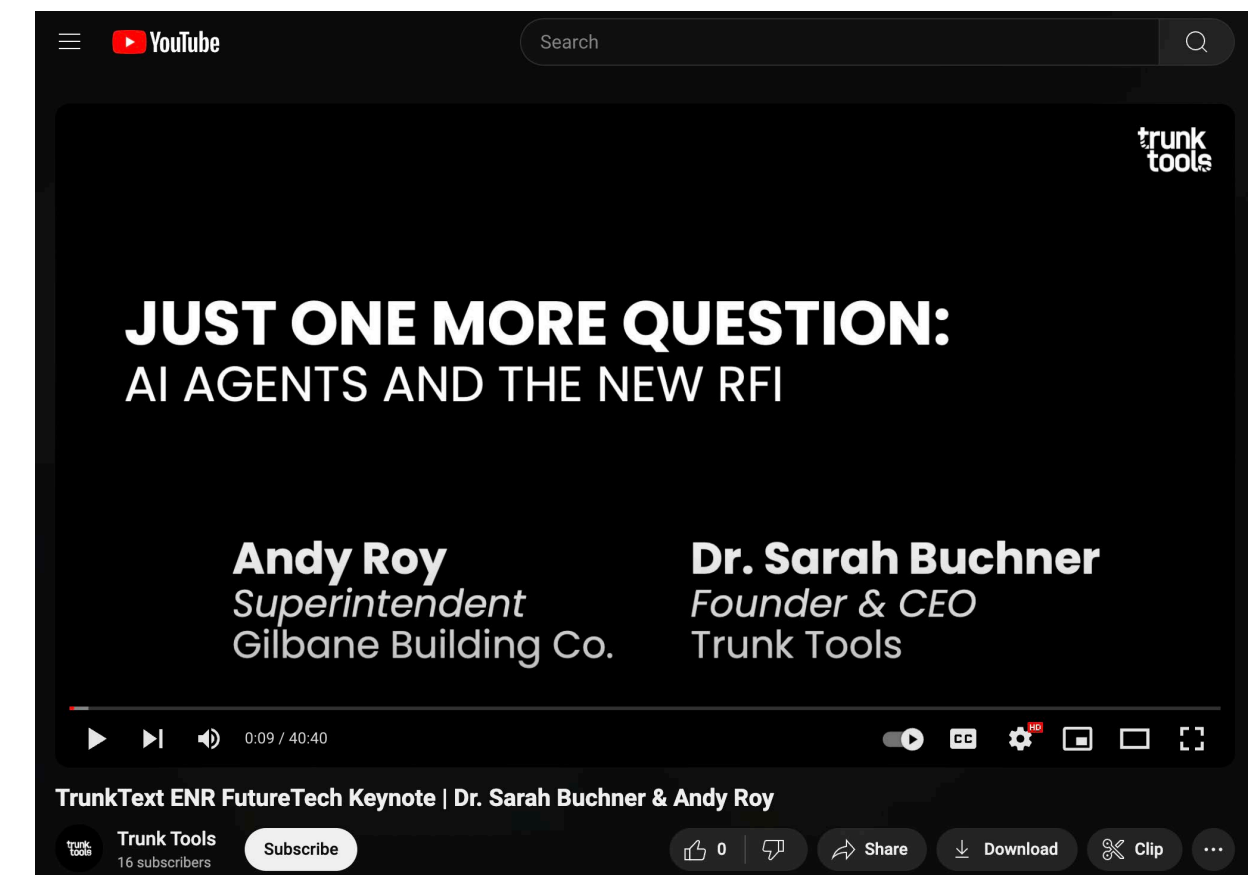 YouTube
Search
trunk
tools
JUST ONE MORE QUESTION:
AI AGENTS AND THE NEW RFI
Andy Roy
Superintendent
Gilbane Building Co.
Dr. Sarah Buchner
Founder & CEO
Trunk Tools
0:09 / 40:40
CC
HD
TrunkText ENR FutureTech Keynote | Dr. Sarah Buchner & Andy Roy
trunk
tools
Trunk Tools
16 subscribers
Subscribe
0
Share
Download
Clip